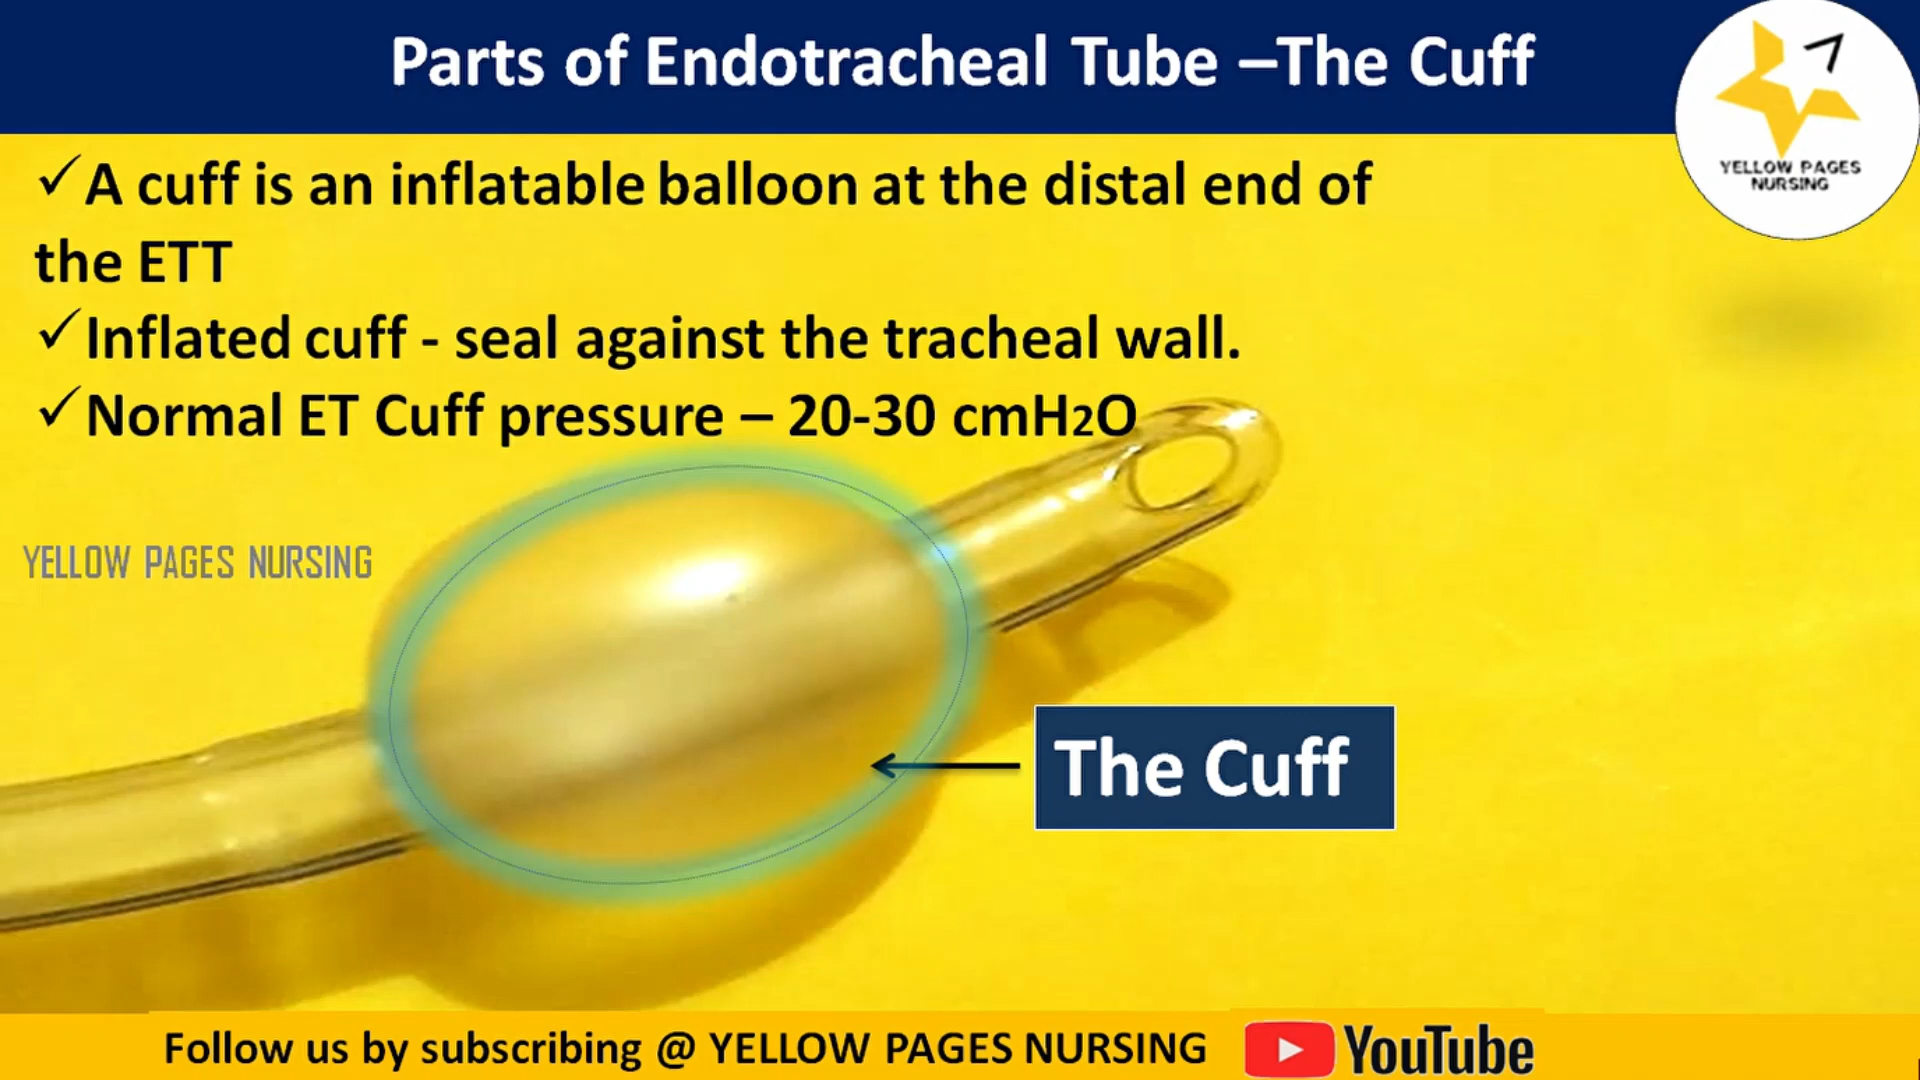 Parts of Endotracheal Tube –The Cuff
YELLOW PAGES
NURSING
✓A cuff is an inflatable balloon at the distal end of
the ETT
✓Inflated cuff - seal against the tracheal wall.
✓Normal ET Cuff pressure – 20-30 cmH2O
YELLOW PAGES NURSING
The Cuff
Follow us by subscribing @ YELLOW PAGES NURSING
YouTube